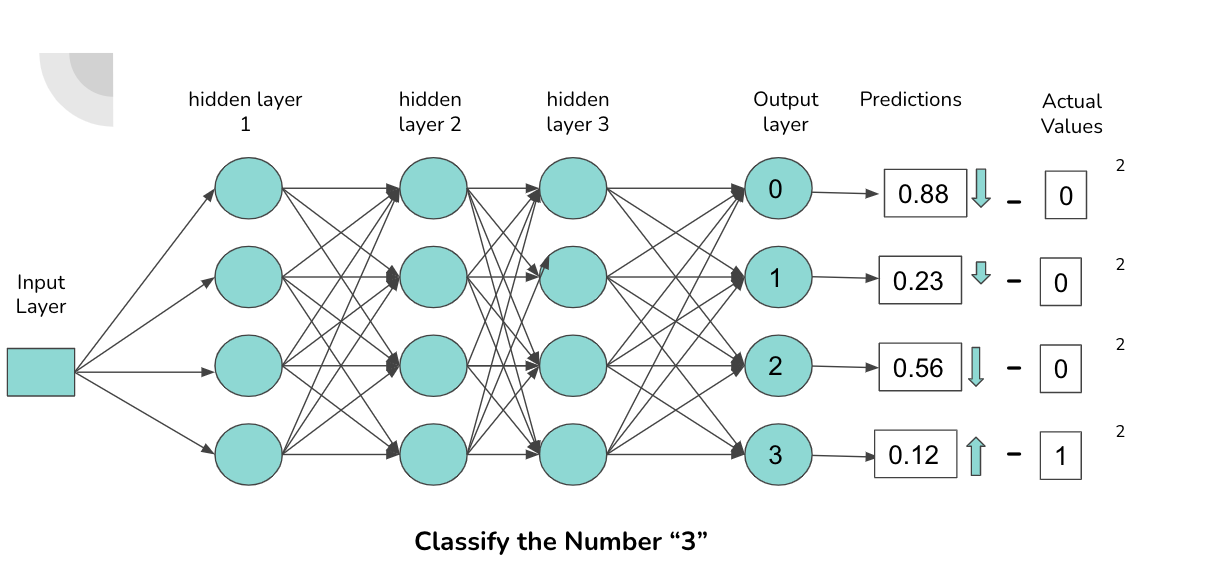 hidden layer
1
hidden
layer 2
hidden
layer 3
Output
layer
Predictions
Actual
Values
Input
Layer
0
0.88
-
0
2
1
0.23
-
0
2
2
0.56
-
0
2
3
0.12
-
1
2
Classify the Number “3”